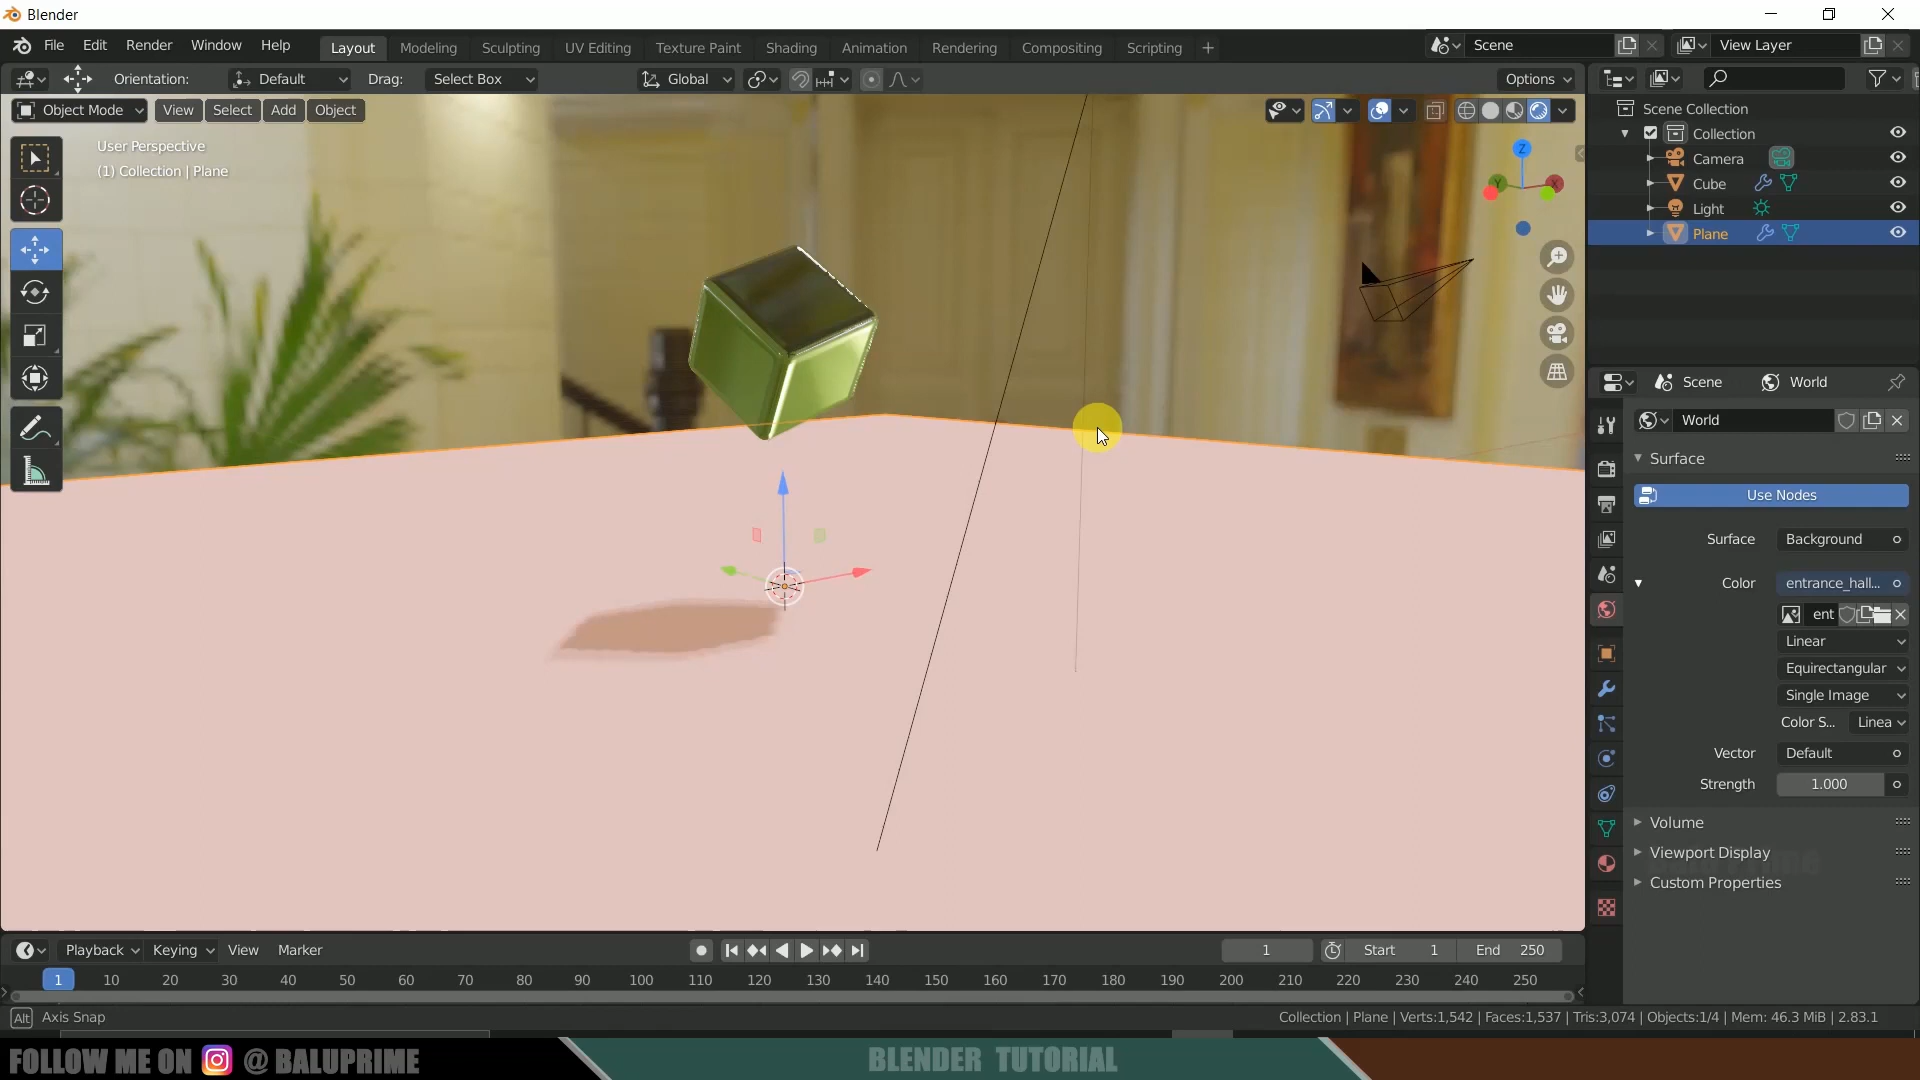 Blender
File Edit Render Window Help Layout Modeling Sculpting UV Editing Texture Paint Shading Animation Rendering Compositing Scripting + Scene View Layer
Orientation: Default Drag: Select Box Global Options
Object Mode View Select Add Object
User Perspective
(1) Collection | Plane
Z
Y
X
Scene Collection
Collection
Camera
Cube
Light
Plane
Scene World
World
Surface
Use Nodes
Surface Background
Color entrance_hall...
ent
Linear
Equirectangular
Single Image
Color S... Linea
Vector Default
Strength 1.000
Volume
Viewport Display
Custom Properties
Playback Keying View Marker 1 Start 1 End 250
1 10 20 30 40 50 60 70 80 90 100 110 120 130 140 150 160 170 180 190 200 210 220 230 240 250
Alt Axis Snap Collection | Plane | Verts:1,542 | Faces:1,537 | Tris:3,074 | Objects:1/4 | Mem: 46.3 MiB | 2.83.1
FOLLOW ME ON @ BALUPRIME BLENDER TUTORIAL